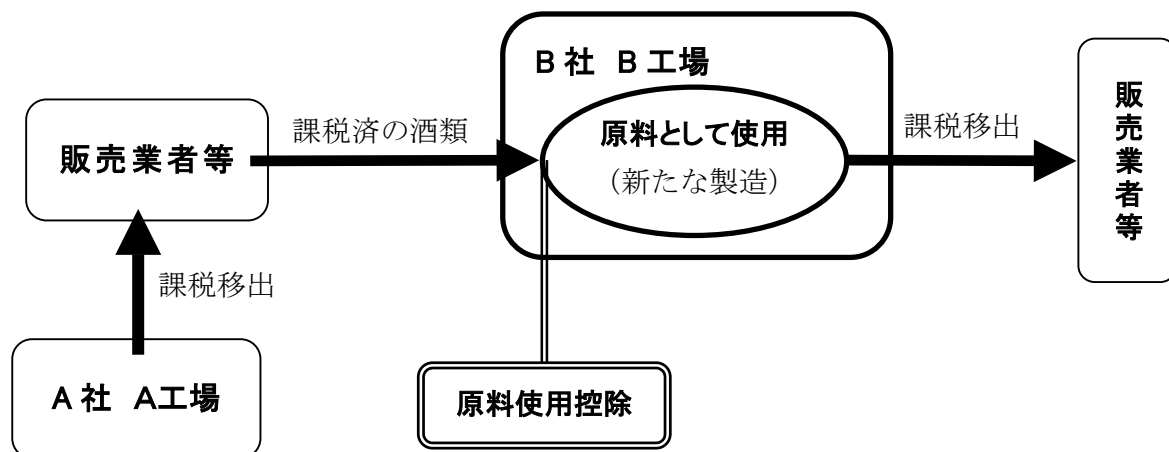 B社 B工場
販売業者等
課税済の酒類
原料として使用
（新たな製造）
課税移出
販売業者等
課税移出
A社 A工場
原料使用控除